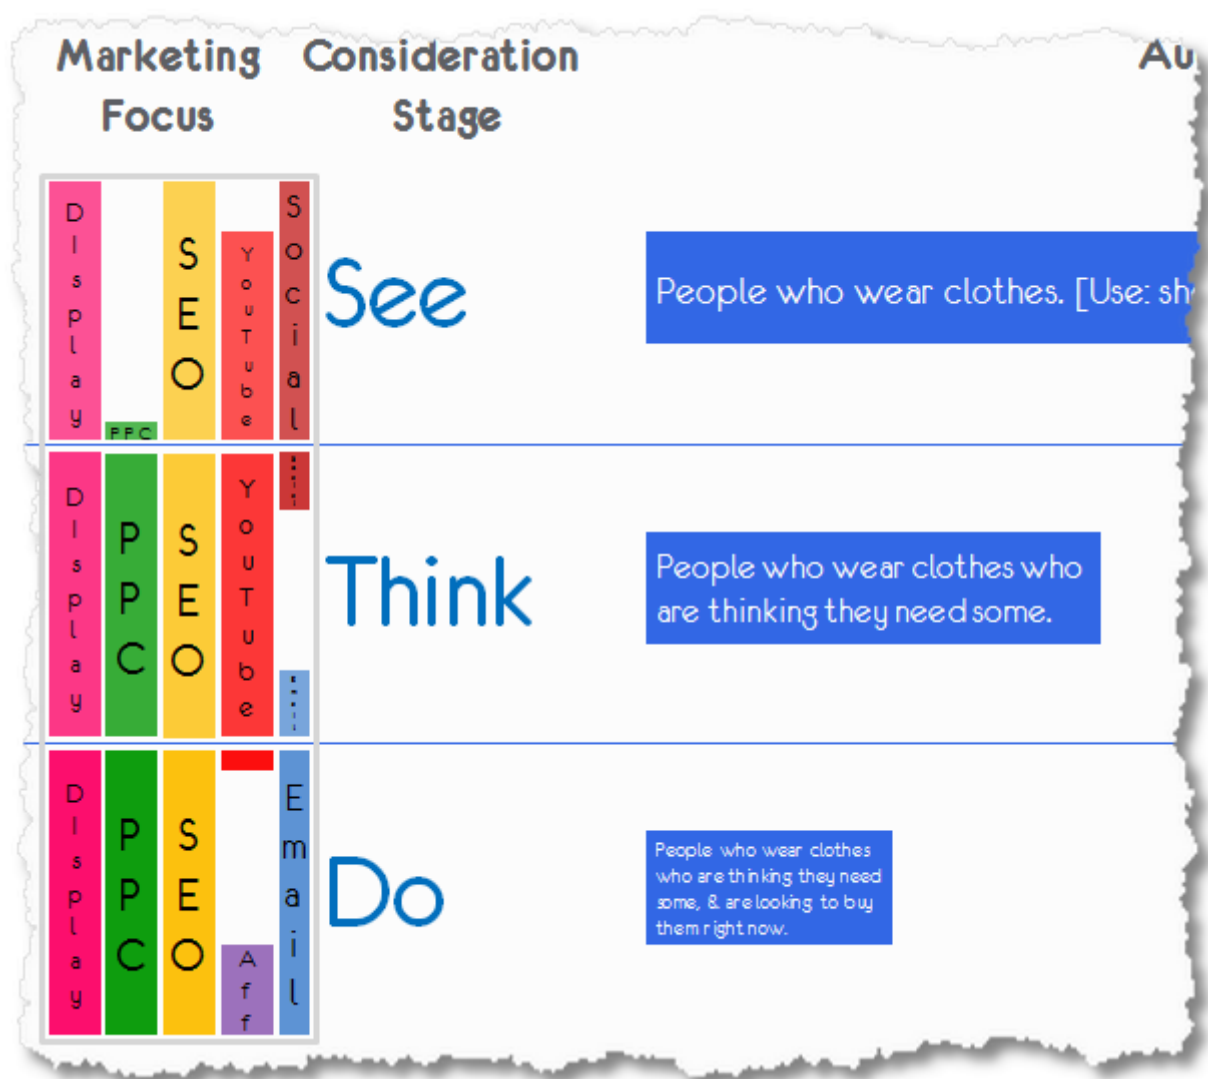 Marketing Focus
Consideration Stage
Au
Display
PPC
SEO
YouTube
Social
See
People who wear clothes. [Use: sh
Display
PPC
SEO
YouTube
Think
People who wear clothes who
are thinking they need some.
Display
PPC
SEO
Aff
Email
Do
People who wear clothes
who are thinking they need
some, & are looking to buy
them right now.